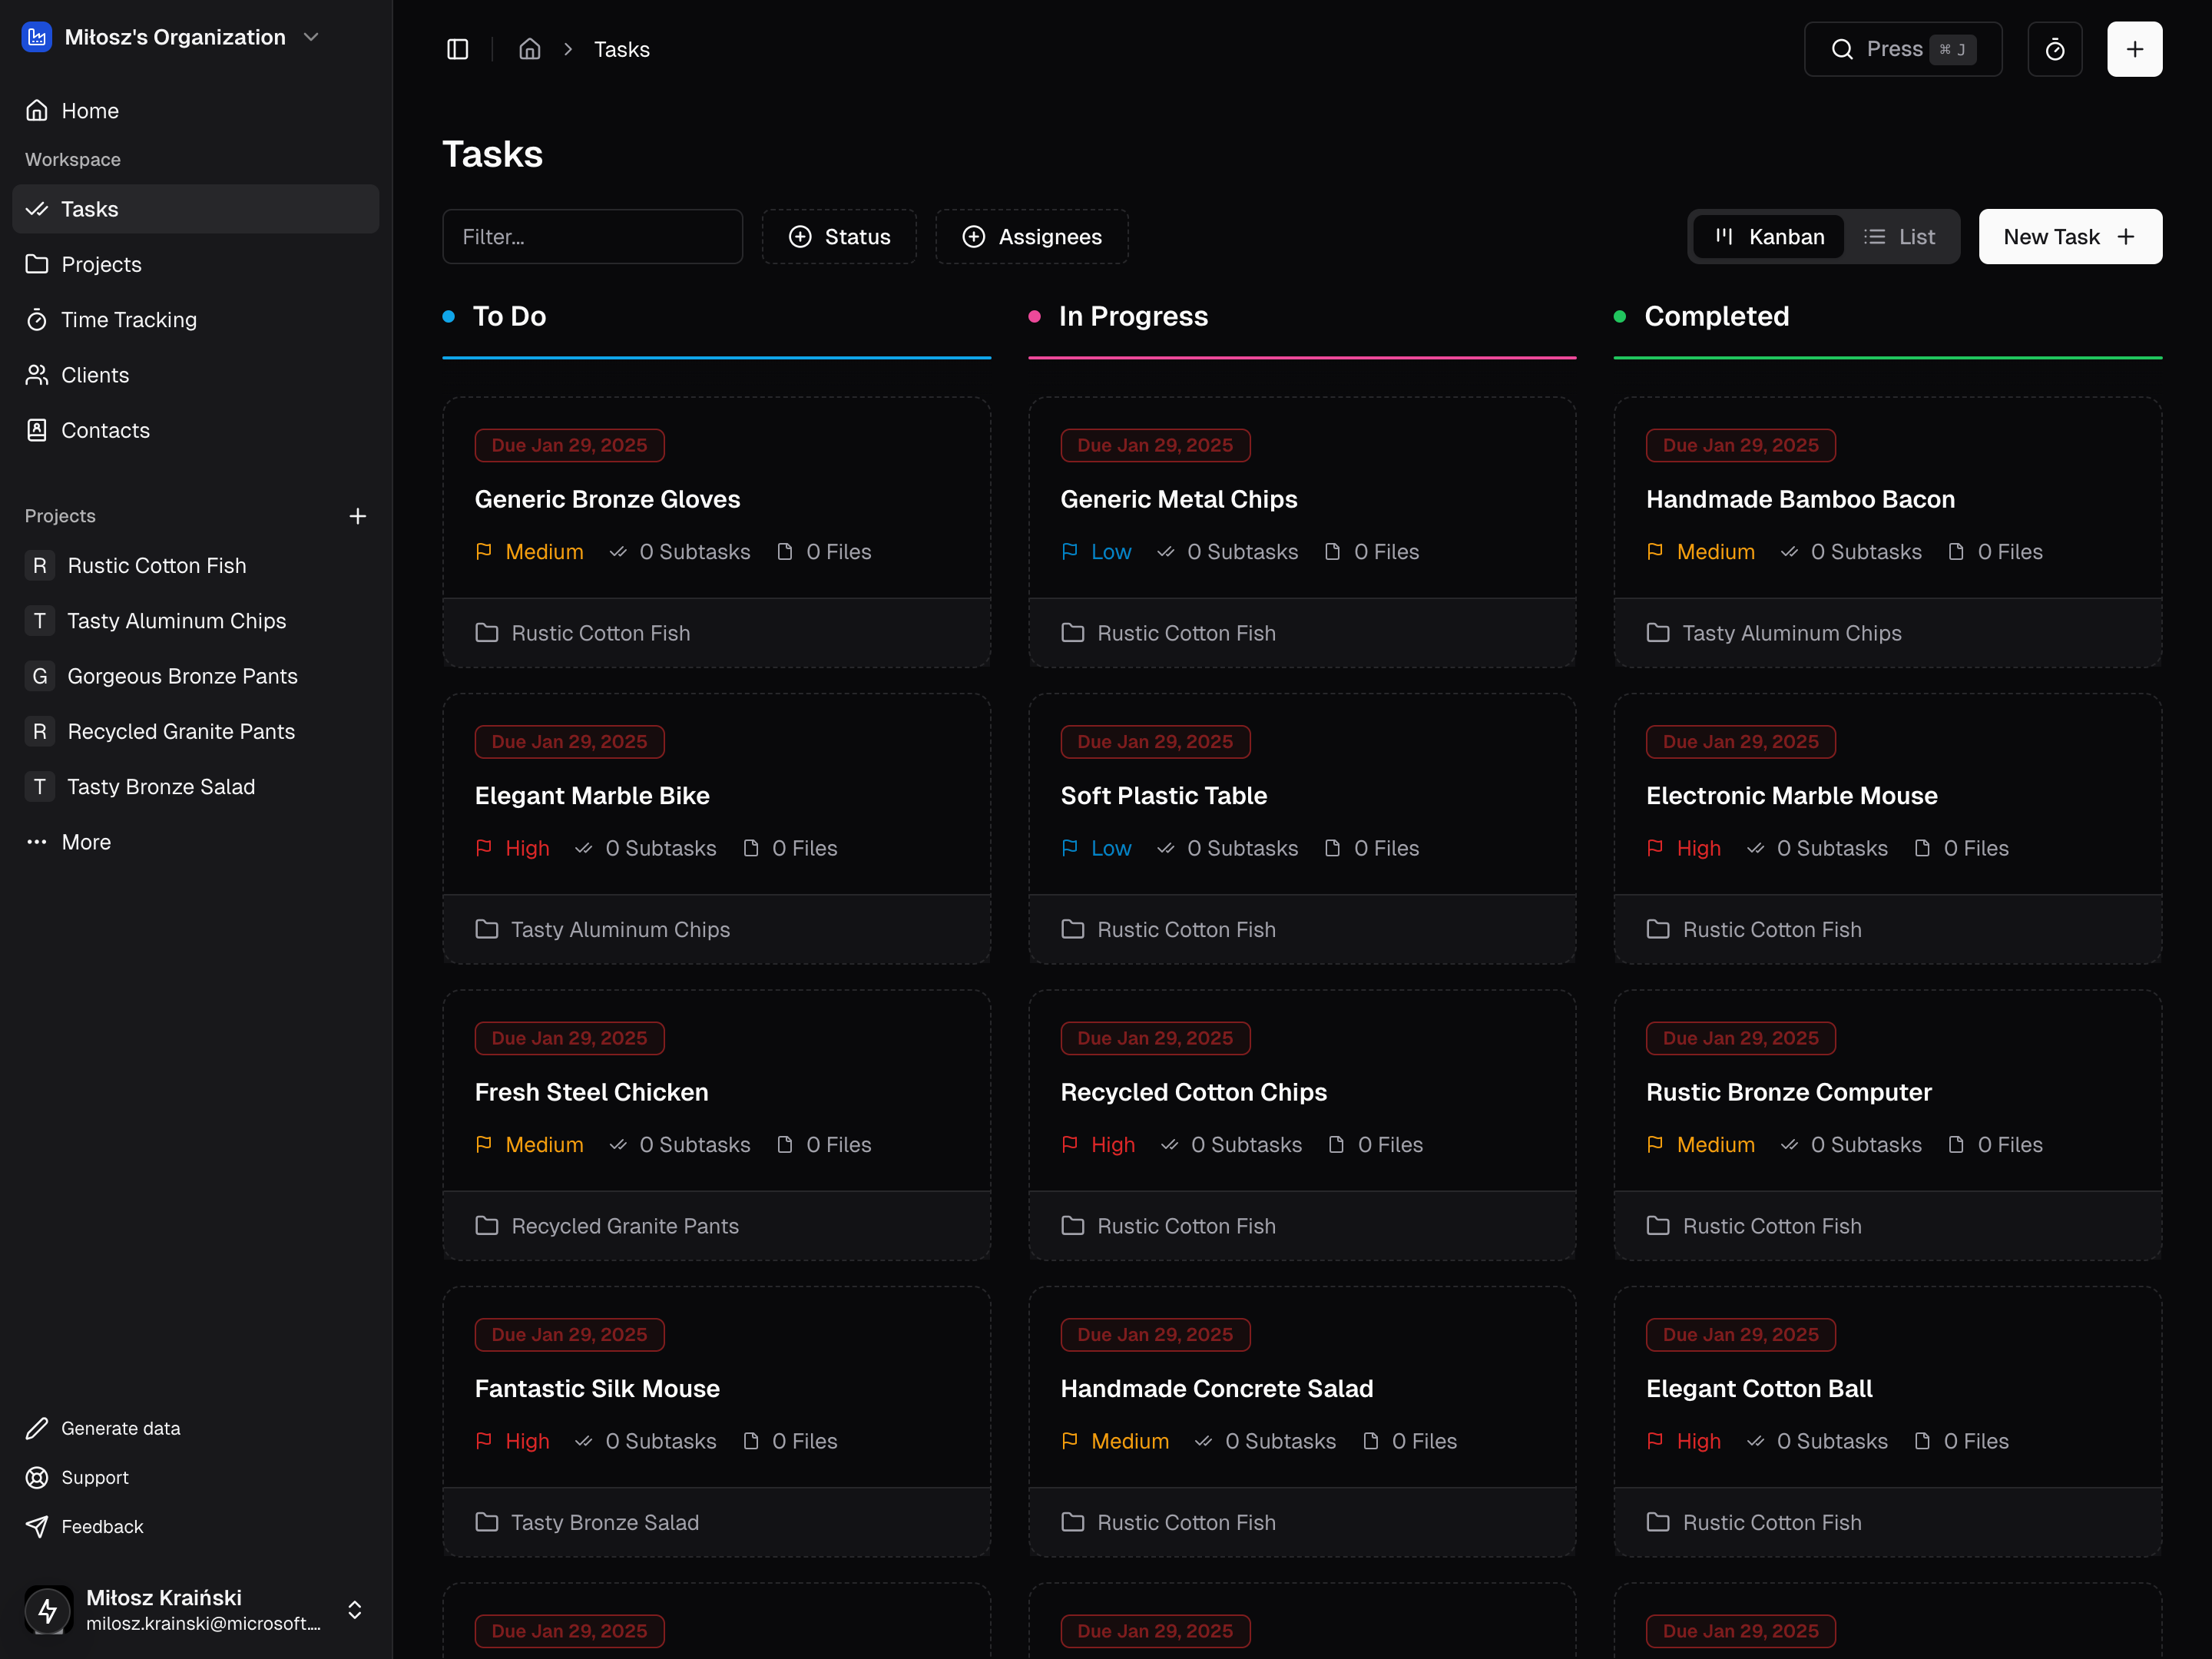 Miłosz's Organization
Home
Workspace
Tasks
Projects
Time Tracking
Clients
Contacts
Projects
R Rustic Cotton Fish
T Tasty Aluminum Chips
G Gorgeous Bronze Pants
R Recycled Granite Pants
T Tasty Bronze Salad
More
Generate data
Support
Feedback
Miłosz Kraiński
milosz.krainski@microsoft....
Tasks
Press ⌘ J
Tasks
Filter...
Status
Assignees
Kanban
List
New Task
To Do
Due Jan 29, 2025
Generic Bronze Gloves
Medium 0 Subtasks 0 Files
Rustic Cotton Fish
Due Jan 29, 2025
Elegant Marble Bike
High 0 Subtasks 0 Files
Tasty Aluminum Chips
Due Jan 29, 2025
Fresh Steel Chicken
Medium 0 Subtasks 0 Files
Recycled Granite Pants
Due Jan 29, 2025
Fantastic Silk Mouse
High 0 Subtasks 0 Files
Tasty Bronze Salad
Due Jan 29, 2025
In Progress
Due Jan 29, 2025
Generic Metal Chips
Low 0 Subtasks 0 Files
Rustic Cotton Fish
Due Jan 29, 2025
Soft Plastic Table
Low 0 Subtasks 0 Files
Rustic Cotton Fish
Due Jan 29, 2025
Recycled Cotton Chips
High 0 Subtasks 0 Files
Rustic Cotton Fish
Due Jan 29, 2025
Handmade Concrete Salad
Medium 0 Subtasks 0 Files
Rustic Cotton Fish
Due Jan 29, 2025
Completed
Due Jan 29, 2025
Handmade Bamboo Bacon
Medium 0 Subtasks 0 Files
Tasty Aluminum Chips
Due Jan 29, 2025
Electronic Marble Mouse
High 0 Subtasks 0 Files
Rustic Cotton Fish
Due Jan 29, 2025
Rustic Bronze Computer
Medium 0 Subtasks 0 Files
Rustic Cotton Fish
Due Jan 29, 2025
Elegant Cotton Ball
High 0 Subtasks 0 Files
Rustic Cotton Fish
Due Jan 29, 2025